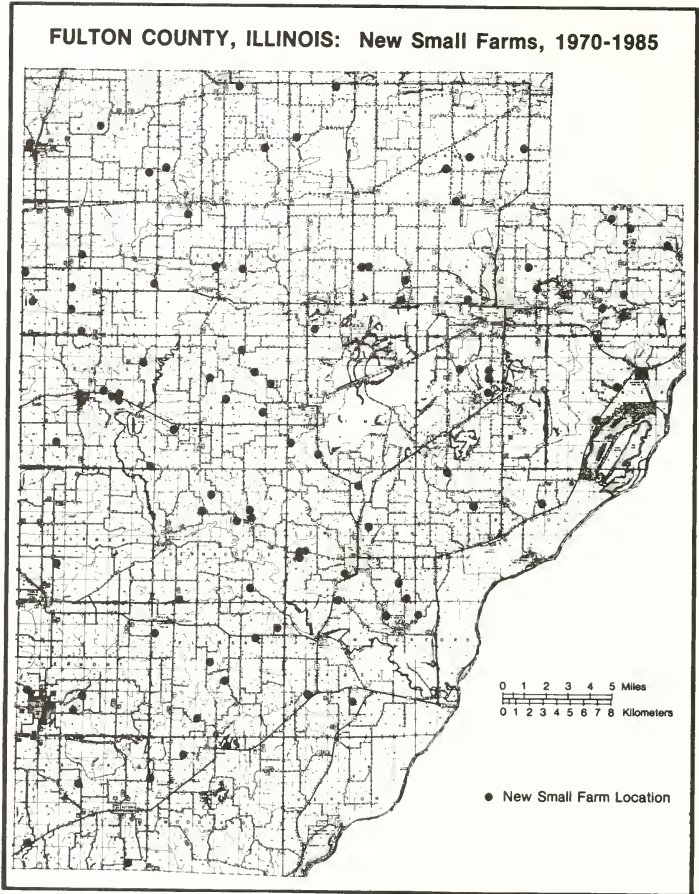 FULTON COUNTY, ILLINOIS: New Small Farms, 1970-1985
0 1 2 3 4 5 Miles
0 1 2 3 4 5 6 7 8 Kilometers
New Small Farm Location